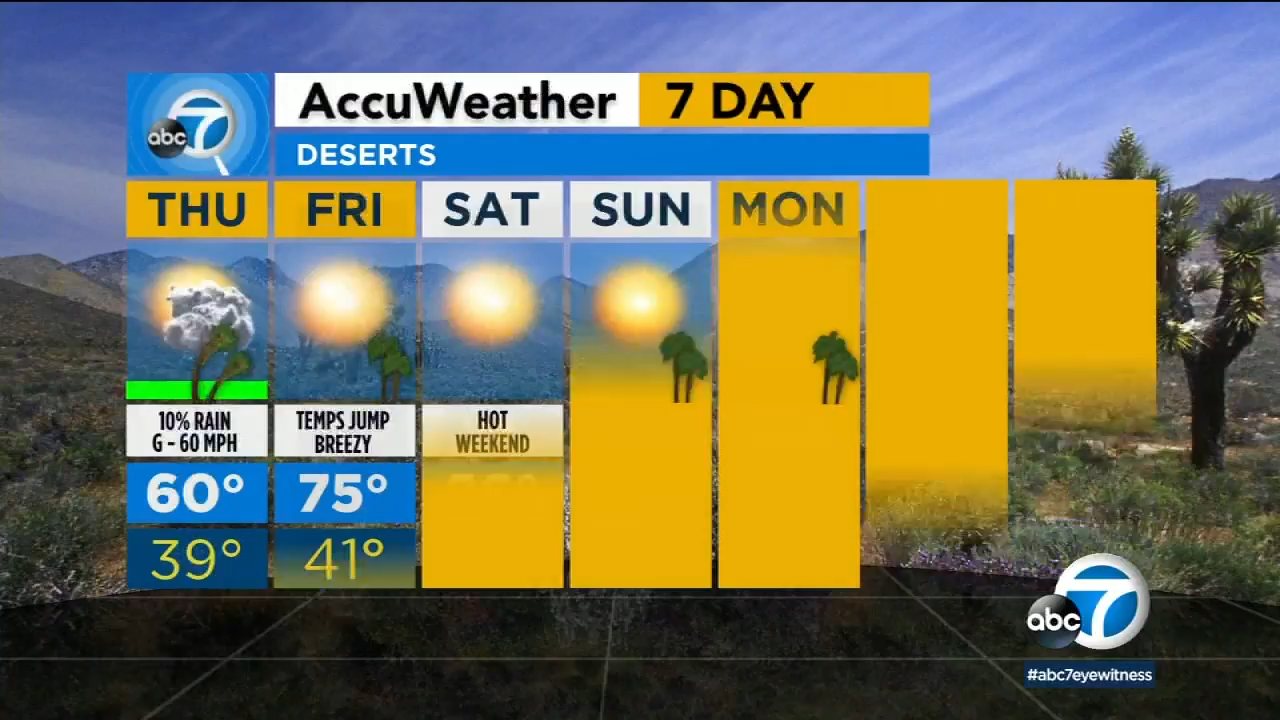 abc 7
AccuWeather 7 DAY
DESERTS
THU FRI SAT SUN MON
10% RAIN
G - 60 MPH
TEMPS JUMP
BREEZY
HOT
WEEKEND
60° 75°
39° 41°
abc 7
#abc7eyewitness